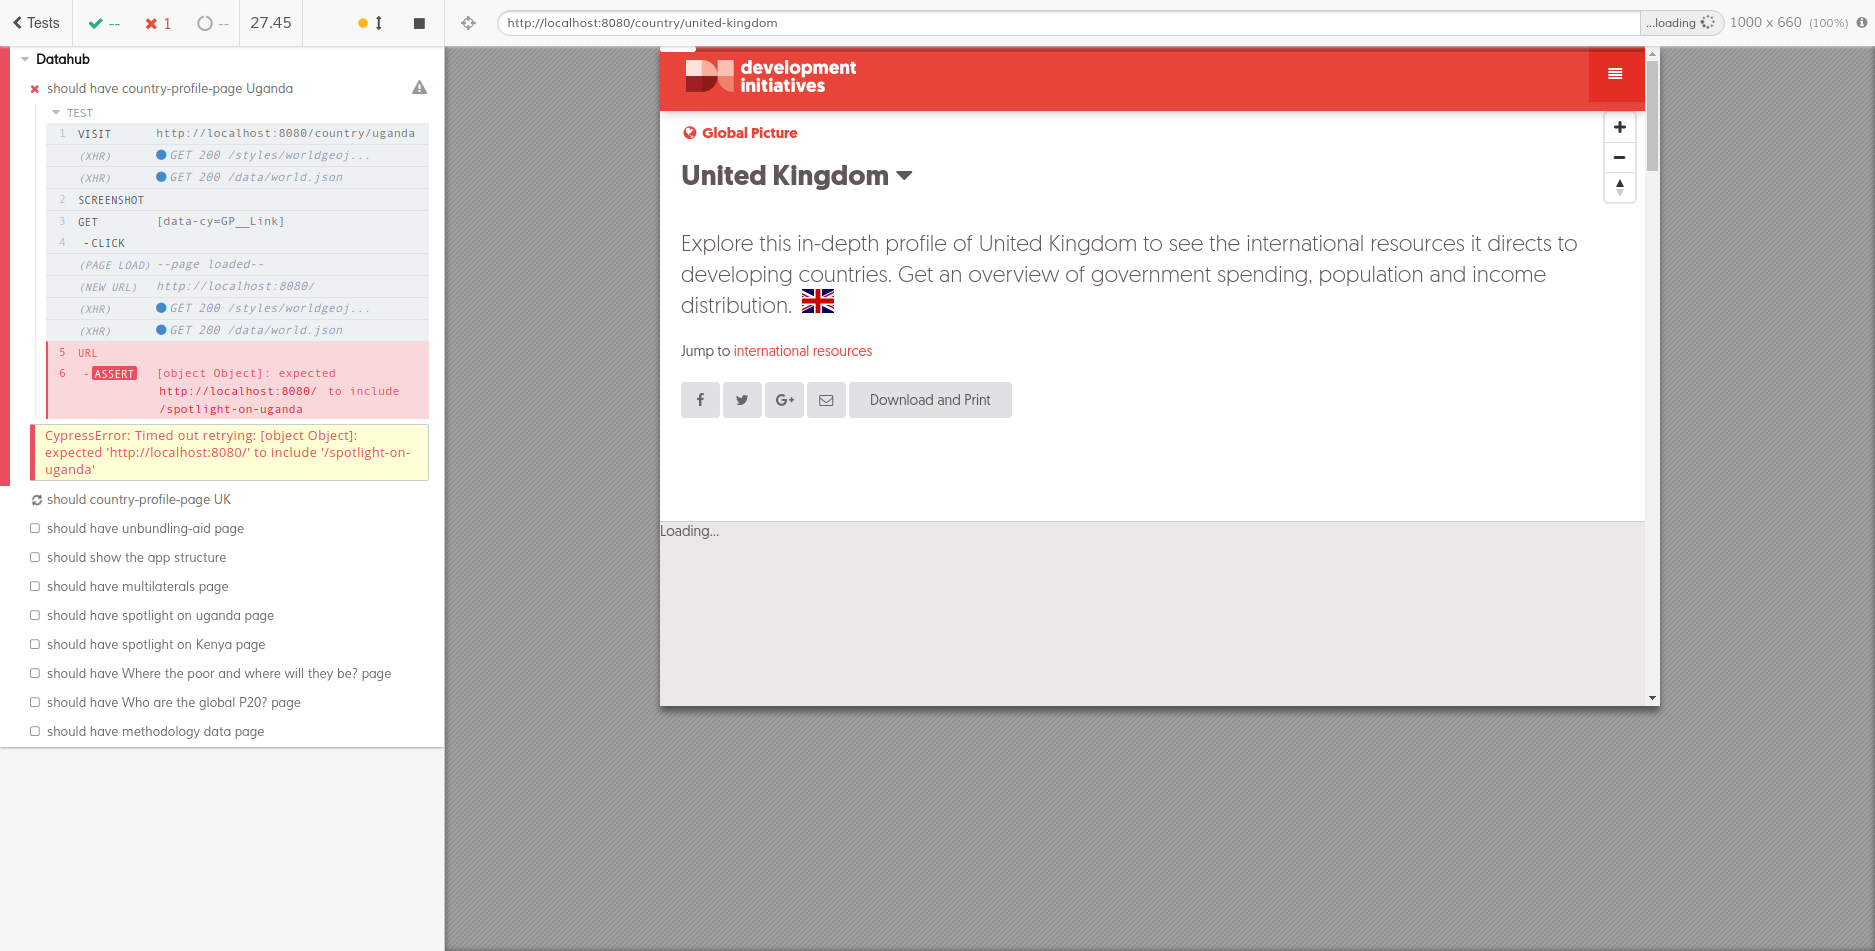 Tests
--
1
--
27.45
http://localhost:8080/country/united-kingdom
...loading
1000 x 660 (100%)
Datahub
should have country-profile-page Uganda
TEST
1 VISIT http://localhost:8080/country/uganda
(XHR) GET 200 /styles/worldgeoj...
(XHR) GET 200 /data/world.json
2 SCREENSHOT
3 GET [data-cy=GP__Link]
4 -CLICK
(PAGE LOAD) --page loaded--
(NEW URL) http://localhost:8080/
(XHR) GET 200 /styles/worldgeoj...
(XHR) GET 200 /data/world.json
5 URL
6 -ASSERT [object Object]: expected
http://localhost:8080/ to include
/spotlight-on-uganda
CypressError: Timed out retrying: [object Object]:
expected 'http://localhost:8080/' to include '/spotlight-on-
uganda'
should country-profile-page UK
should have unbundling-aid page
should show the app structure
should have multilaterals page
should have spotlight on uganda page
should have spotlight on Kenya page
should have Where the poor and where will they be? page
should have Who are the global P20? page
should have methodology data page
development
initiatives
Global Picture
United Kingdom
Explore this in-depth profile of United Kingdom to see the international resources it directs to
developing countries. Get an overview of government spending, population and income
distribution.
Jump to international resources
Download and Print
Loading...